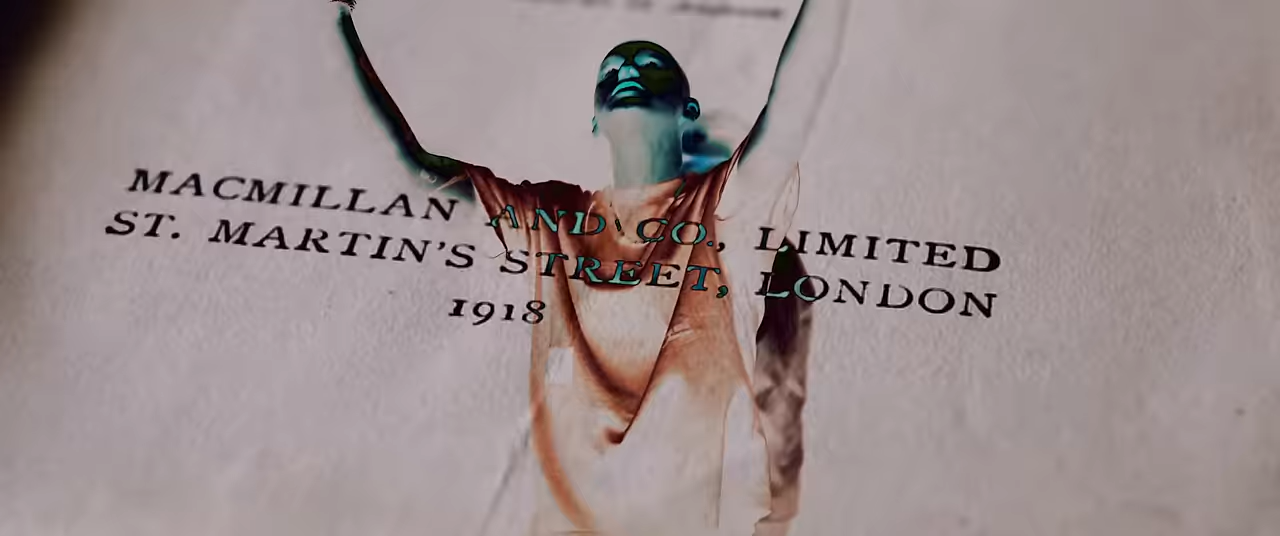 MACMILLAN AND CO., LIMITED
ST. MARTIN'S STREET, LONDON
1918